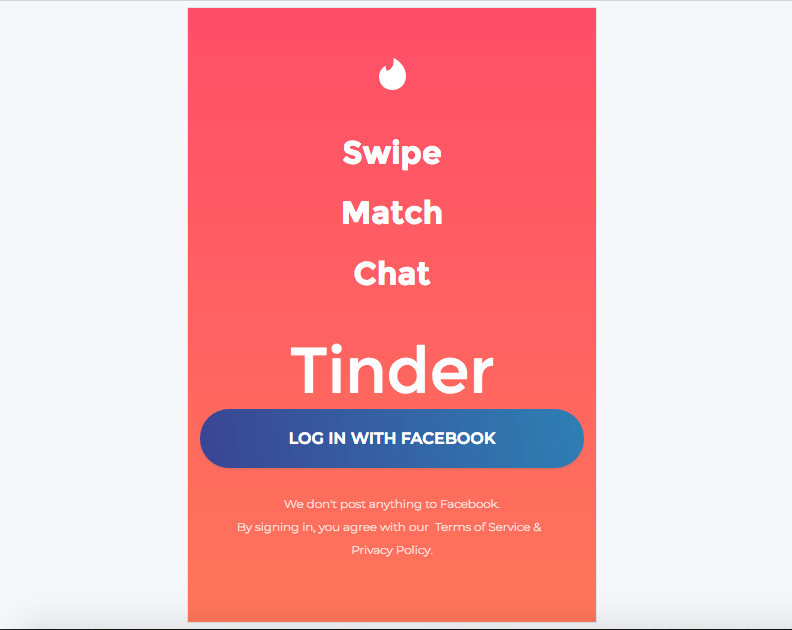 Swipe
Match
Chat
Tinder
LOG IN WITH FACEBOOK
We don't post anything to Facebook.
By signing in, you agree with our Terms of Service &
Privacy Policy.